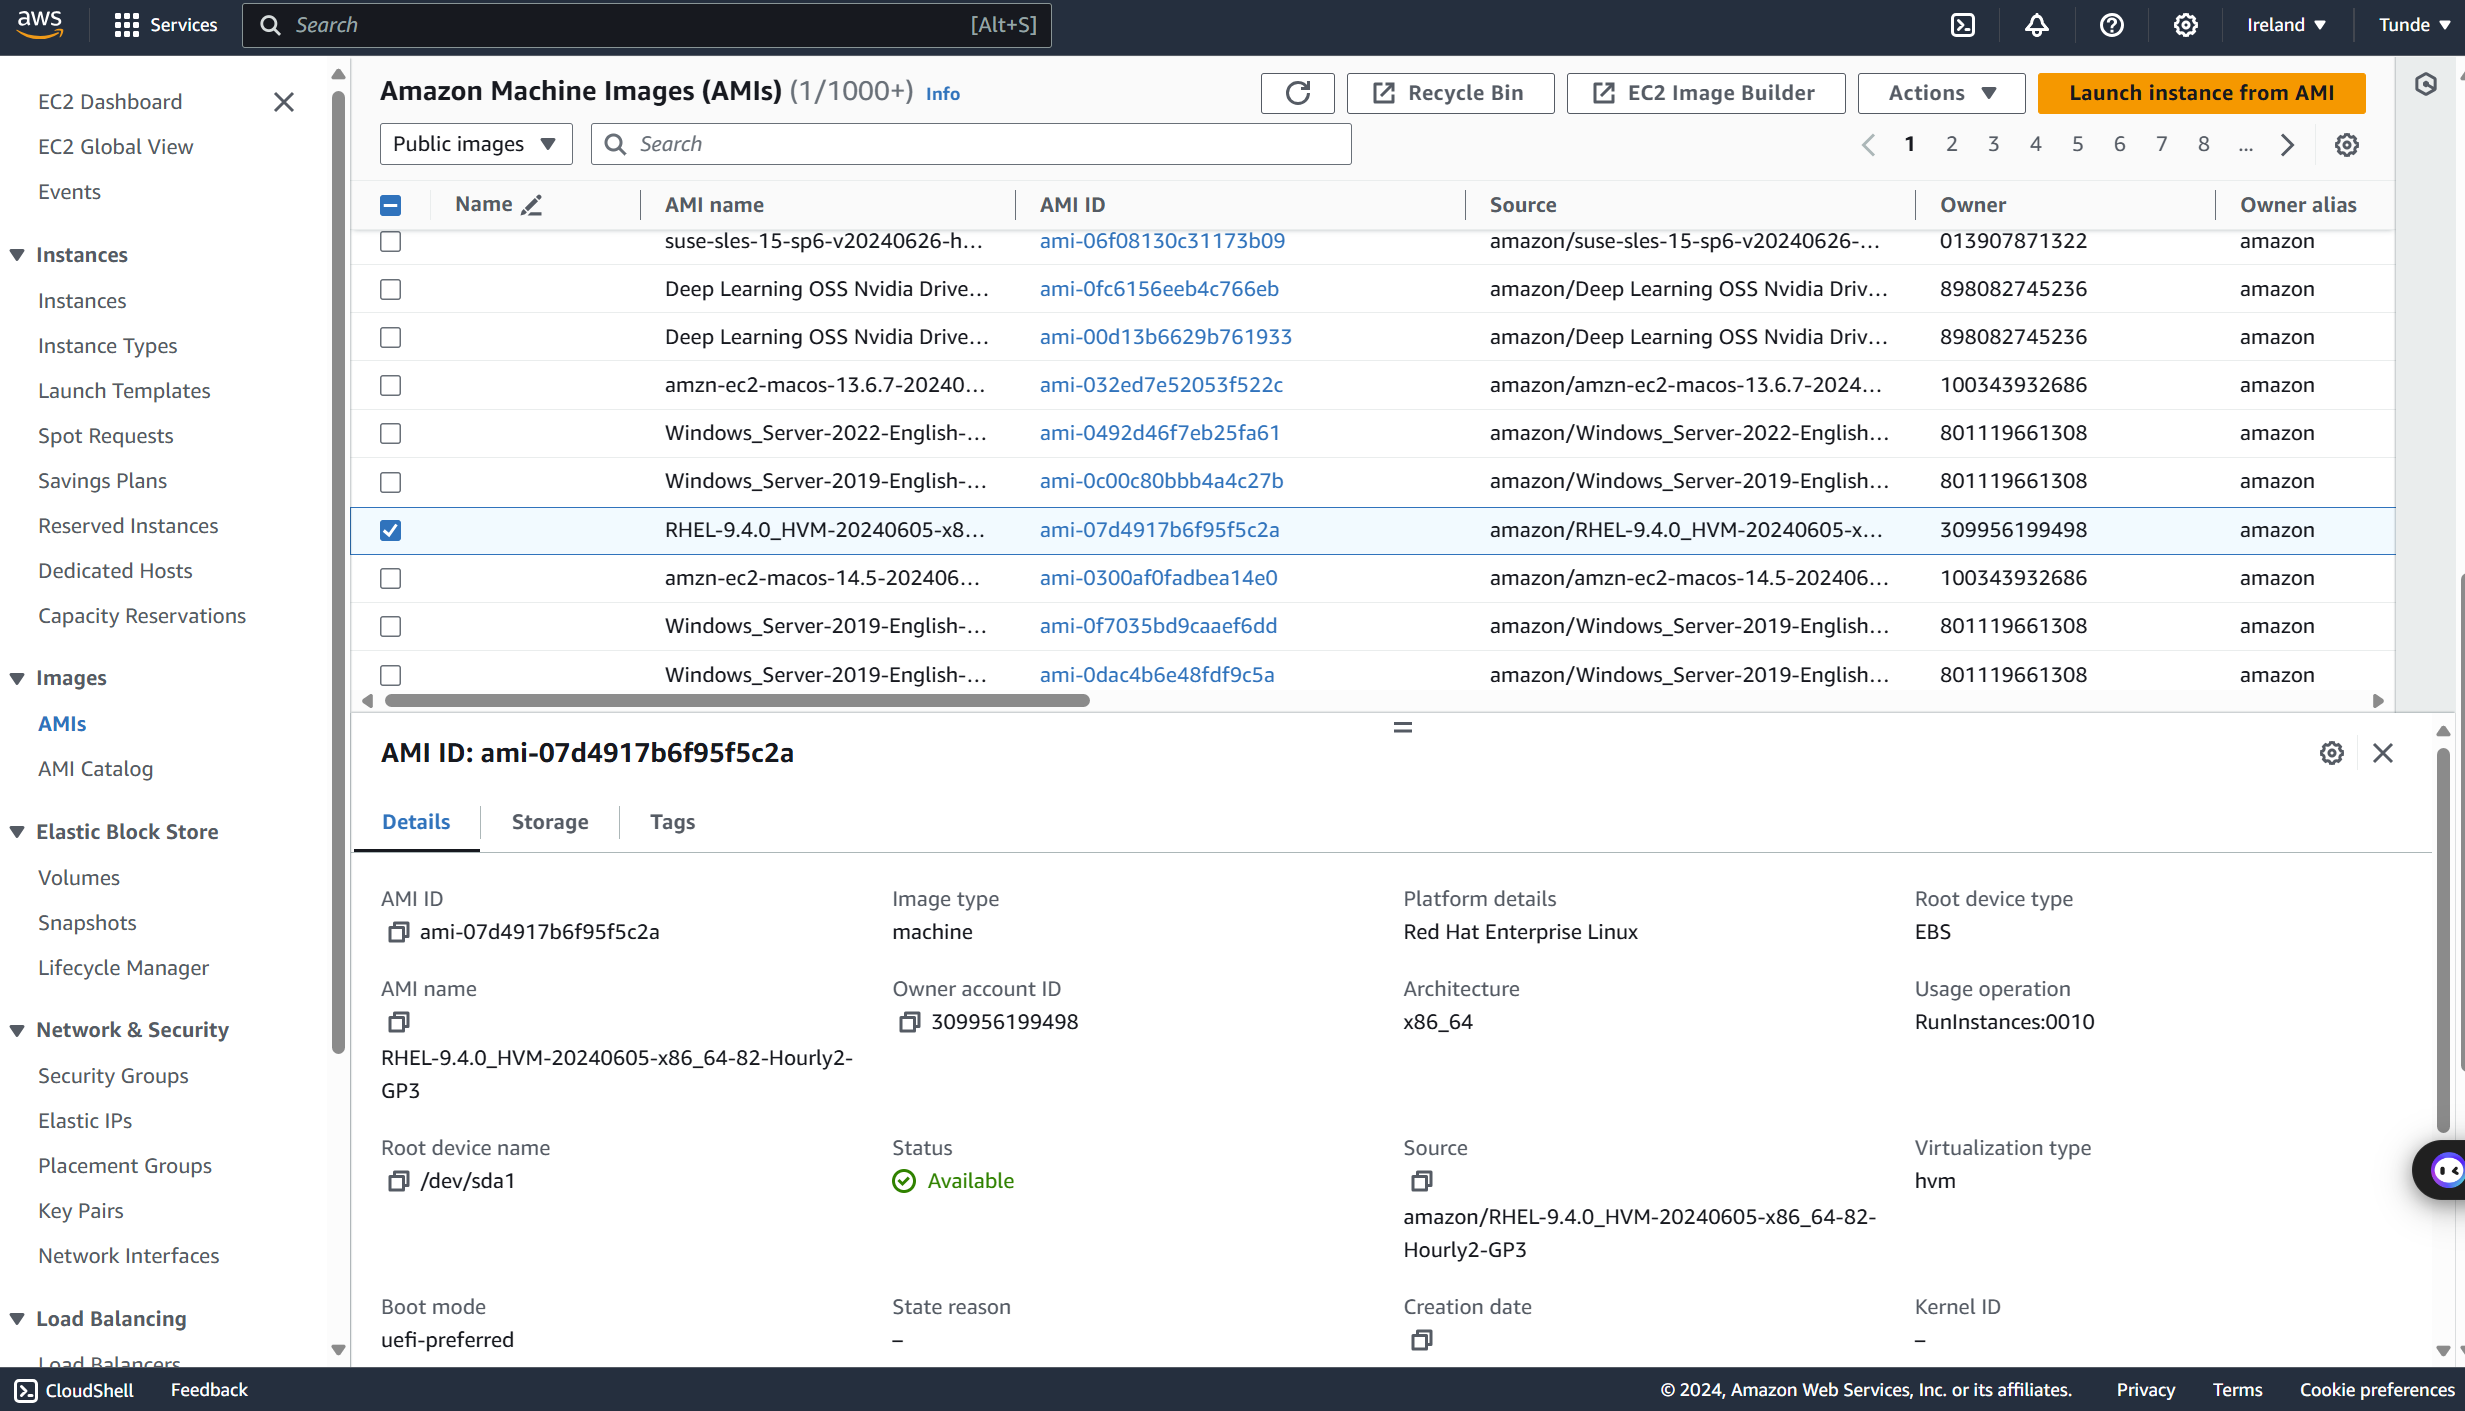 aws
Services
Search
[Alt+S]
Ireland
Tunde
EC2 Dashboard
EC2 Global View
Events
Instances
Instances
Instance Types
Launch Templates
Spot Requests
Savings Plans
Reserved Instances
Dedicated Hosts
Capacity Reservations
Images
AMIs
AMI Catalog
Elastic Block Store
Volumes
Snapshots
Lifecycle Manager
Network & Security
Security Groups
Elastic IPs
Placement Groups
Key Pairs
Network Interfaces
Load Balancing
Load Balancers
Amazon Machine Images (AMIs) (1/1000+) Info
Recycle Bin
EC2 Image Builder
Actions
Launch instance from AMI
Public images
Search
1 2 3 4 5 6 7 8 ...
Name AMI name AMI ID Source Owner Owner alias
suse-sles-15-sp6-v20240626-h... ami-06f08130c31173b09 amazon/suse-sles-15-sp6-v20240626-... 013907871322 amazon
Deep Learning OSS Nvidia Drive... ami-0fc6156eeb4c766eb amazon/Deep Learning OSS Nvidia Driv... 898082745236 amazon
Deep Learning OSS Nvidia Drive... ami-00d13b6629b761933 amazon/Deep Learning OSS Nvidia Driv... 898082745236 amazon
amzn-ec2-macos-13.6.7-20240... ami-032ed7e52053f522c amazon/amzn-ec2-macos-13.6.7-2024... 100343932686 amazon
Windows_Server-2022-English-... ami-0492d46f7eb25fa61 amazon/Windows_Server-2022-English... 801119661308 amazon
Windows_Server-2019-English-... ami-0c00c80bbb4a4c27b amazon/Windows_Server-2019-English... 801119661308 amazon
RHEL-9.4.0_HVM-20240605-x8... ami-07d4917b6f95f5c2a amazon/RHEL-9.4.0_HVM-20240605-x... 309956199498 amazon
amzn-ec2-macos-14.5-202406... ami-0300af0fadbea14e0 amazon/amzn-ec2-macos-14.5-202406... 100343932686 amazon
Windows_Server-2019-English-... ami-0f7035bd9caaef6dd amazon/Windows_Server-2019-English... 801119661308 amazon
Windows_Server-2019-English-... ami-0dac4b6e48fdf9c5a amazon/Windows_Server-2019-English... 801119661308 amazon
AMI ID: ami-07d4917b6f95f5c2a
Details Storage Tags
AMI ID
ami-07d4917b6f95f5c2a
Image type
machine
Platform details
Red Hat Enterprise Linux
Root device type
EBS
AMI name
RHEL-9.4.0_HVM-20240605-x86_64-82-Hourly2-
GP3
Owner account ID
309956199498
Architecture
x86_64
Usage operation
RunInstances:0010
Root device name
/dev/sda1
Status
Available
Source
amazon/RHEL-9.4.0_HVM-20240605-x86_64-82-
Hourly2-GP3
Virtualization type
hvm
Boot mode
uefi-preferred
State reason
–
Creation date
Kernel ID
–
CloudShell Feedback
© 2024, Amazon Web Services, Inc. or its affiliates. Privacy Terms Cookie preferences